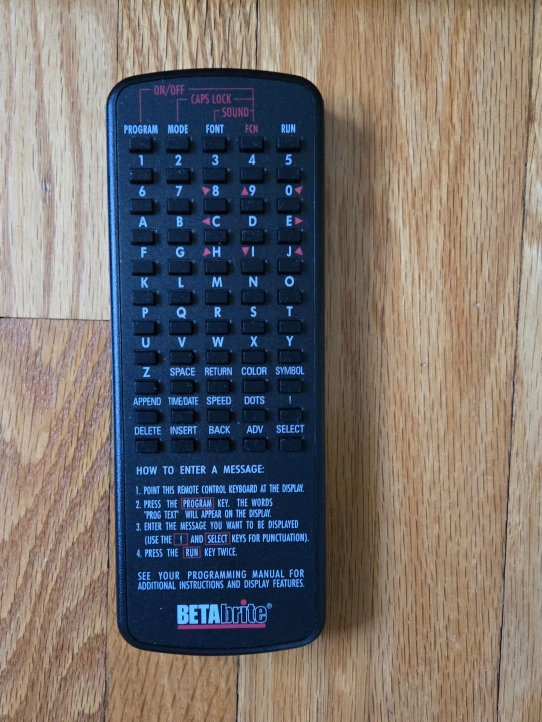 ON/OFF
CAPS LOCK
SOUND
PROGRAM MODE FONT FCN RUN
1 2 3 4 5
6 7 8 9 0
A B C D E
F G H I J
K L M N O
P Q R S T
U V W X Y
Z SPACE RETURN COLOR SYMBOL
APPEND TIME/DATE SPEED DOTS !
DELETE INSERT BACK ADV SELECT
HOW TO ENTER A MESSAGE:
1. POINT THIS REMOTE CONTROL KEYBOARD AT THE DISPLAY.
2. PRESS THE PROGRAM KEY. THE WORDS
"PROG TEXT" WILL APPEAR ON THE DISPLAY.
3. ENTER THE MESSAGE YOU WANT TO BE DISPLAYED
(USE THE ! AND SELECT KEYS FOR PUNCTUATION).
4. PRESS THE RUN KEY TWICE.
SEE YOUR PROGRAMMING MANUAL FOR
ADDITIONAL INSTRUCTIONS AND DISPLAY FEATURES.
BETAbrite®